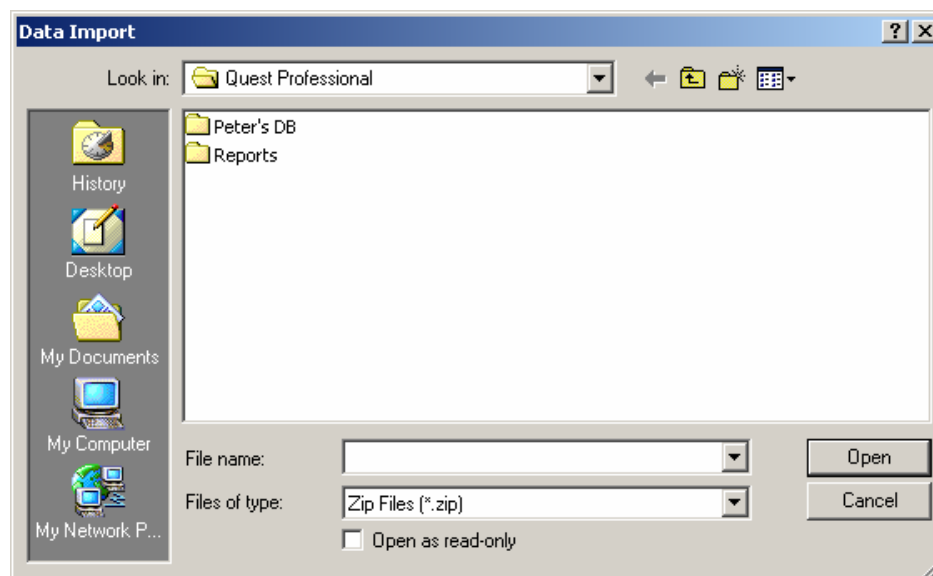 Data Import
Look in: Quest Professional
Peter's DB
Reports
History
Desktop
My Documents
My Computer
My Network P...
File name:
Open
Files of type: Zip Files (*.zip)
Cancel
Open as read-only